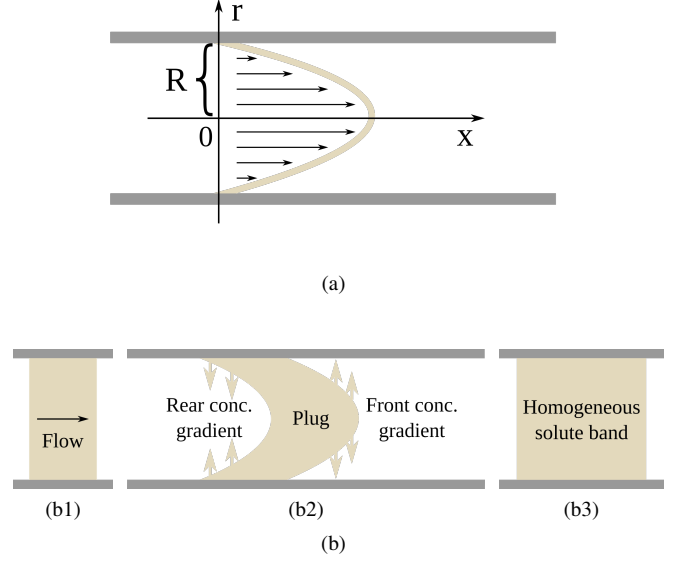 r
R
0
x
(a)
Flow
Rear conc.
gradient
Plug
Front conc.
gradient
Homogeneous
solute band
(b1)
(b2)
(b3)
(b)